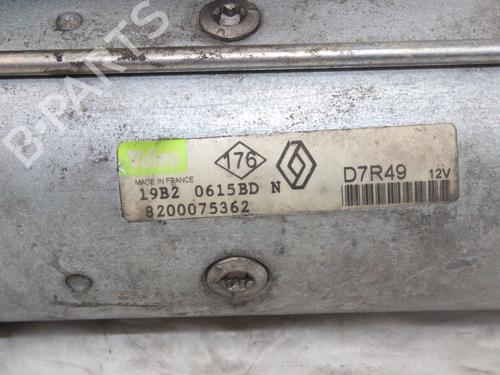 B-PARTS
Valeo
176
MADE IN FRANCE
19B2 0615BD N
8200075362
D7R49 12V